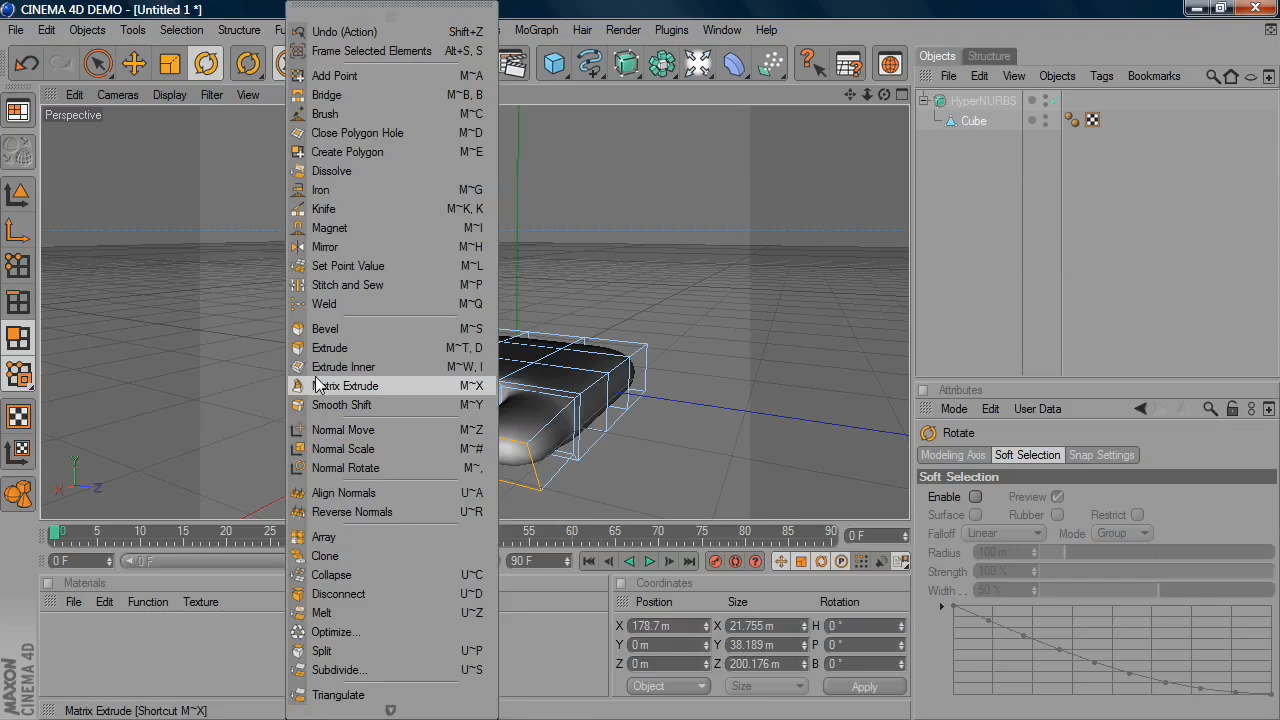 CINEMA 4D DEMO - [Untitled 1 *]
File Edit Objects Tools Selection Structure Fu MoGraph Hair Render Plugins Window Help
Edit Cameras Display Filter View
Perspective
Undo (Action) Shift+Z
Frame Selected Elements Alt+S, S
Add Point M~A
Bridge M~B, B
Brush M~C
Close Polygon Hole M~D
Create Polygon M~E
Dissolve
Iron M~G
Knife M~K, K
Magnet M~I
Mirror M~H
Set Point Value M~L
Stitch and Sew M~P
Weld M~Q
Bevel M~S
Extrude M~T, D
Extrude Inner M~W, I
Matrix Extrude M~X
Smooth Shift M~Y
Normal Move M~Z
Normal Scale M~#
Normal Rotate M~,
Align Normals U~A
Reverse Normals U~R
Array
Clone
Collapse U~C
Disconnect U~D
Melt U~Z
Optimize...
Split U~P
Subdivide... U~S
Triangulate
Y
X Z
0 5 10 15 20 25 55 60 65 70 75 80 85 90 0 F
0 F 0 F 90 F
Materials
File Edit Function Texture
Coordinates
Position Size Rotation
X 178.7 m X 21.755 m H 0 °
Y 0 m Y 38.189 m P 0 °
Z 0 m Z 200.176 m B 0 °
Object Size Apply
Objects Structure
File Edit View Objects Tags Bookmarks
HyperNURBS
Cube
Attributes
Mode Edit User Data
Rotate
Modeling Axis Soft Selection Snap Settings
Soft Selection
Enable Preview
Surface Rubber Restrict
Falloff Linear Mode Group
Radius 100 m
Strength 100 %
Width . . 50 %
MAXON
CINEMA 4D
Matrix Extrude [Shortcut M~X]